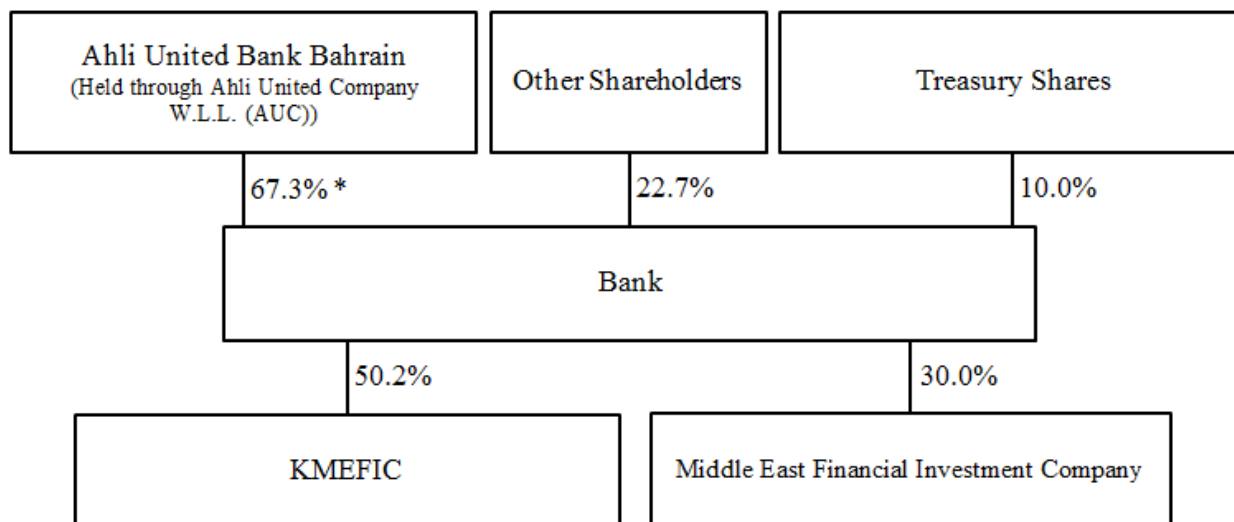 Ahli United Bank Bahrain
(Held through Ahli United Company
W.L.L. (AUC))
Other Shareholders
Treasury Shares
67.3% *
22.7%
10.0%
Bank
50.2%
30.0%
KMEFIC
Middle East Financial Investment Company